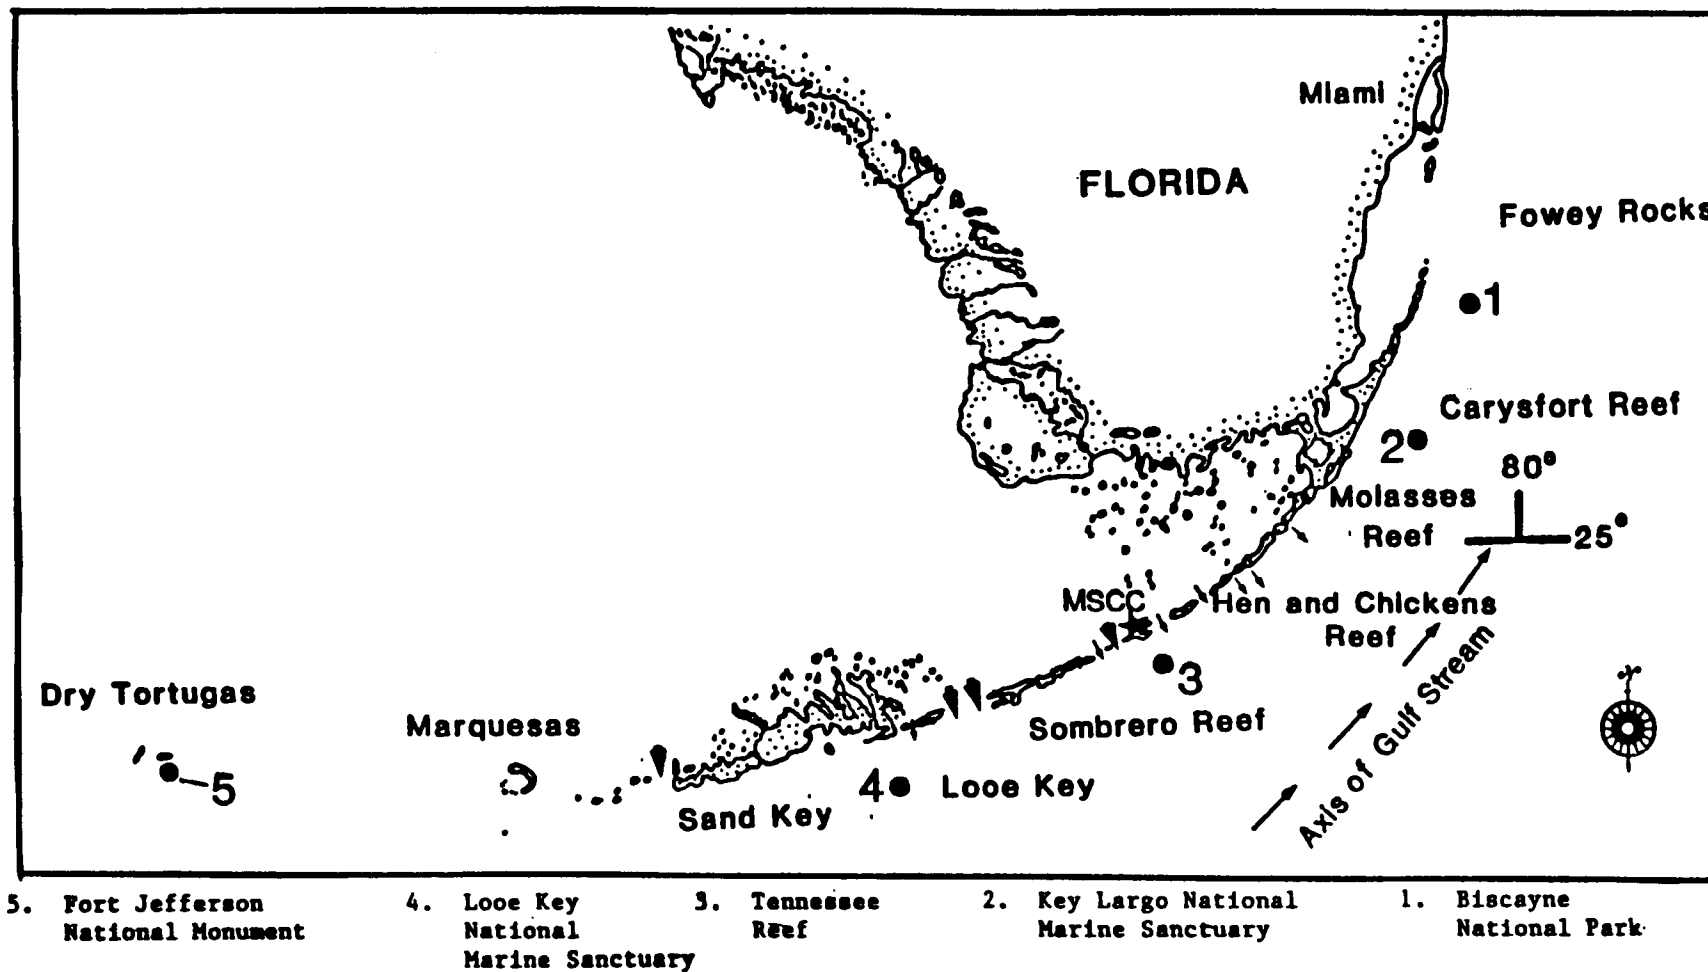 Miami
FLORIDA
Fowey Rocks
1
Carysfort Reef
2
80°
Molasses
Reef
25°
MSCC
Hen and Chickens
Reef
3
Axis of Gulf Stream
Dry Tortugas
Marquesas
Sombrero Reef
5
4
Looe Key
Sand Key
5. Fort Jefferson
National Monument
4. Looe Key
National
Marine Sanctuary
3. Tennessee
Reef
2. Key Largo National
Marine Sanctuary
1. Biscayne
National Park